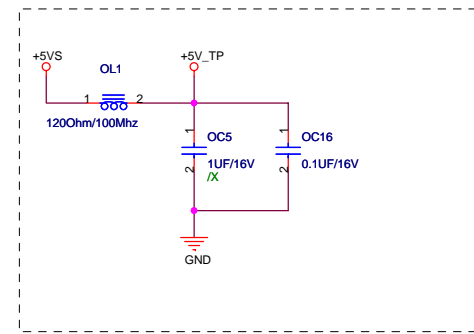 +5VS
+5V_TP
OL1
1
2
120Ohm/100Mhz
1
OC5
1UF/16V
2
/X
1
OC16
0.1UF/16V
2
GND